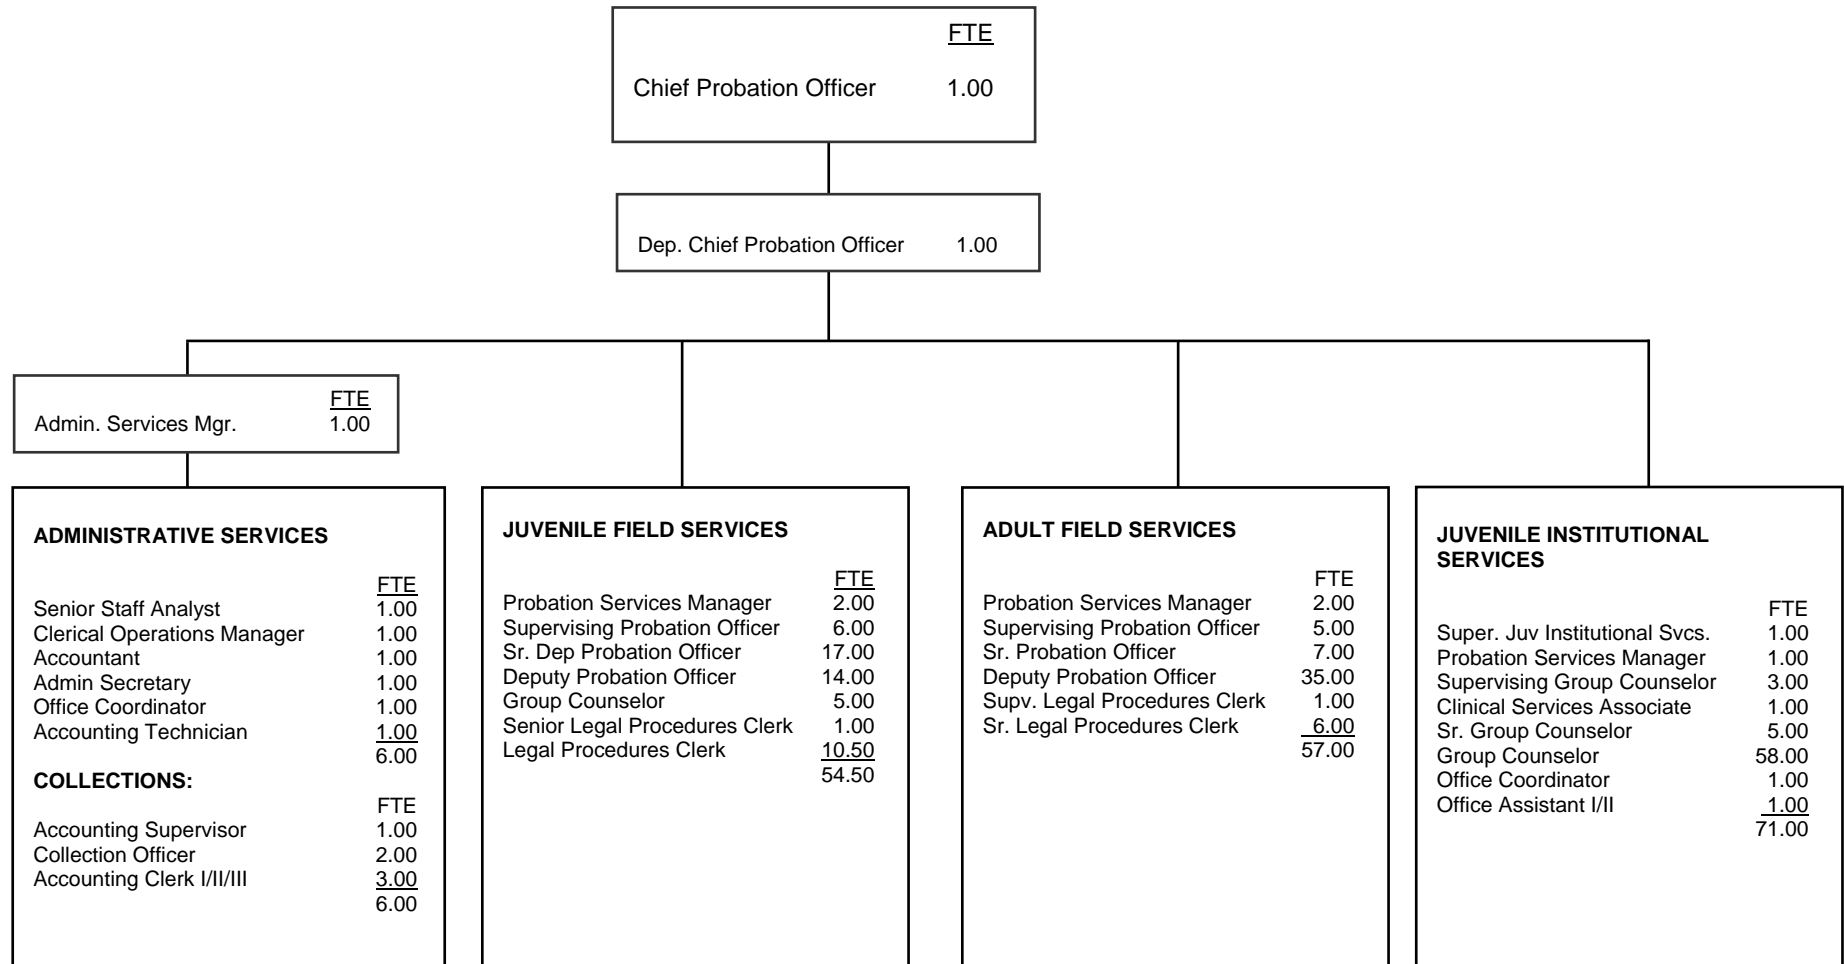 FTE
Chief Probation Officer 1.00
Dep. Chief Probation Officer 1.00
FTE
Admin. Services Mgr. 1.00
ADMINISTRATIVE SERVICES
FTE
Senior Staff Analyst 1.00
Clerical Operations Manager 1.00
Accountant 1.00
Admin Secretary 1.00
Office Coordinator 1.00
Accounting Technician 1.00
6.00
COLLECTIONS:
FTE
Accounting Supervisor 1.00
Collection Officer 2.00
Accounting Clerk I/II/III 3.00
6.00
JUVENILE FIELD SERVICES
FTE
Probation Services Manager 2.00
Supervising Probation Officer 6.00
Sr. Dep Probation Officer 17.00
Deputy Probation Officer 14.00
Group Counselor 5.00
Senior Legal Procedures Clerk 1.00
Legal Procedures Clerk 10.50
54.50
ADULT FIELD SERVICES
FTE
Probation Services Manager 2.00
Supervising Probation Officer 5.00
Sr. Probation Officer 7.00
Deputy Probation Officer 35.00
Supv. Legal Procedures Clerk 1.00
Sr. Legal Procedures Clerk 6.00
57.00
JUVENILE INSTITUTIONAL
SERVICES
FTE
Super. Juv Institutional Svcs. 1.00
Probation Services Manager 1.00
Supervising Group Counselor 3.00
Clinical Services Associate 1.00
Sr. Group Counselor 5.00
Group Counselor 58.00
Office Coordinator 1.00
Office Assistant I/II 1.00
71.00